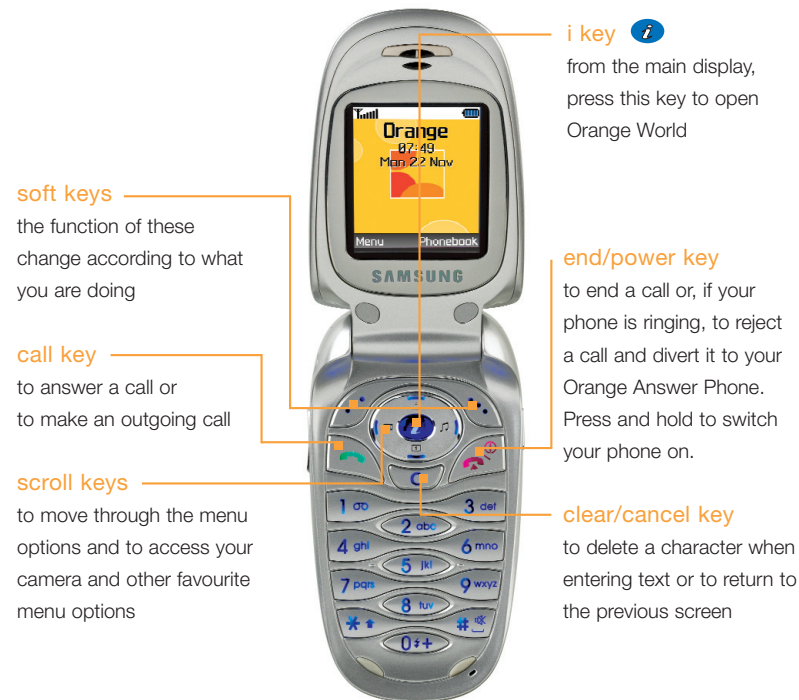 i key i
from the main display,
press this key to open
Orange World
soft keys
the function of these
change according to what
you are doing
call key
to answer a call or
to make an outgoing call
scroll keys
to move through the menu
options and to access your
camera and other favourite
menu options
end/power key
to end a call or, if your
phone is ringing, to reject
a call and divert it to your
Orange Answer Phone.
Press and hold to switch
your phone on.
clear/cancel key
to delete a character when
entering text or to return to
the previous screen
Orange
07:49
Mon 22 Nov
Menu Phonebook
SAMSUNG
i
C
1 3 def
2 abc
4 ghi 6 mno
5 jkl
7 pqrs 9 wxyz
8 tuv
* #
0 +